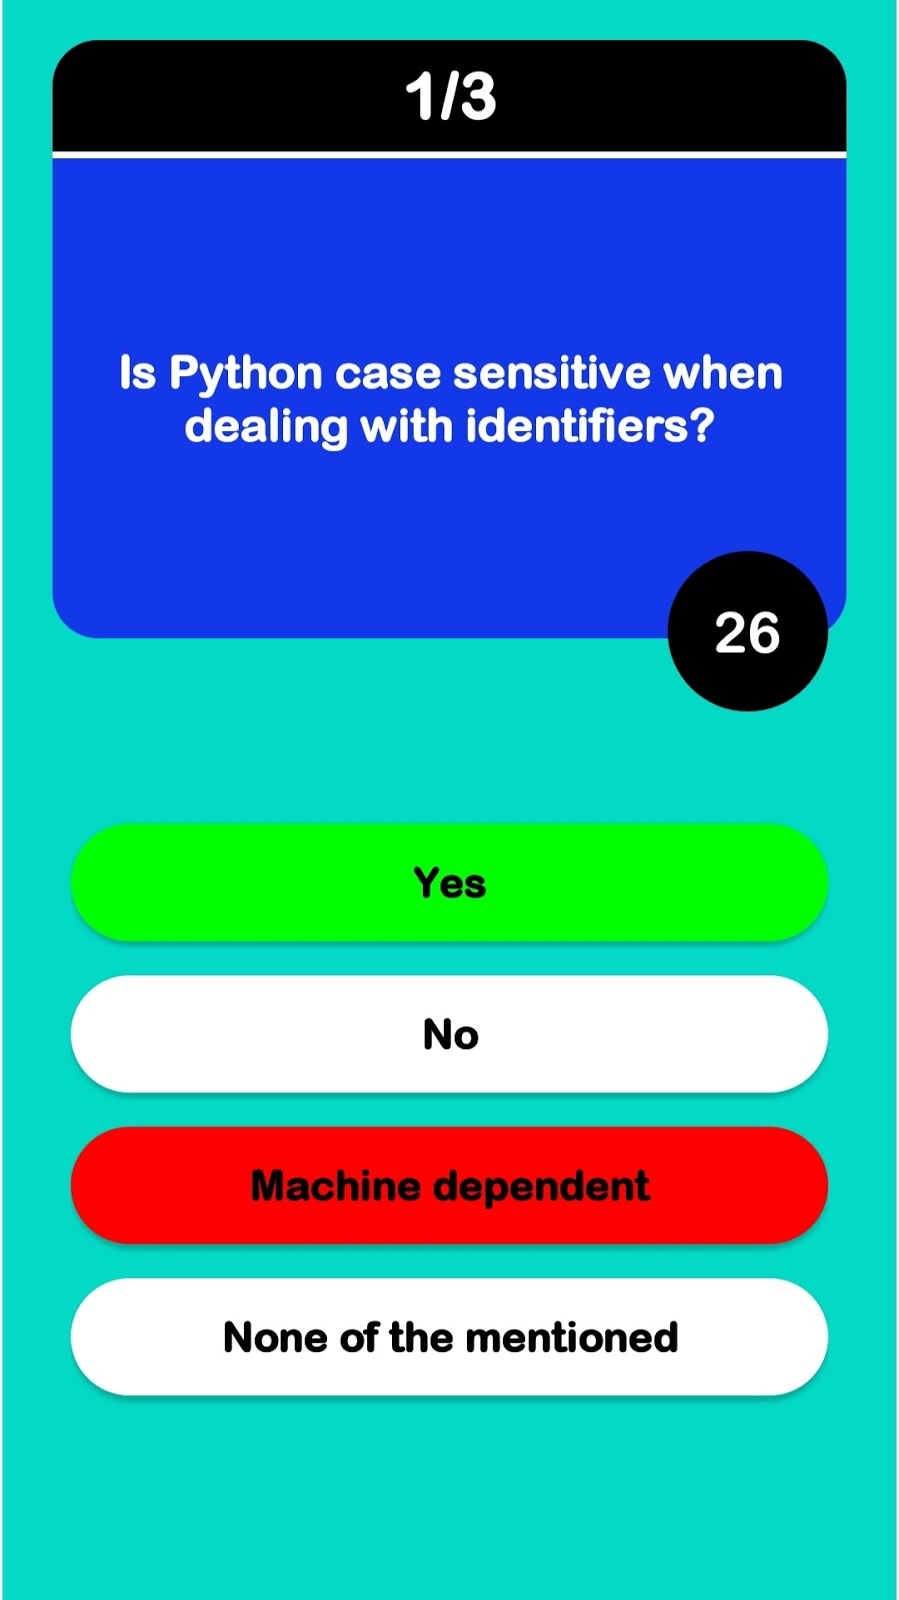 1/3
Is Python case sensitive when
dealing with identifiers?
26
Yes
No
Machine dependent
None of the mentioned